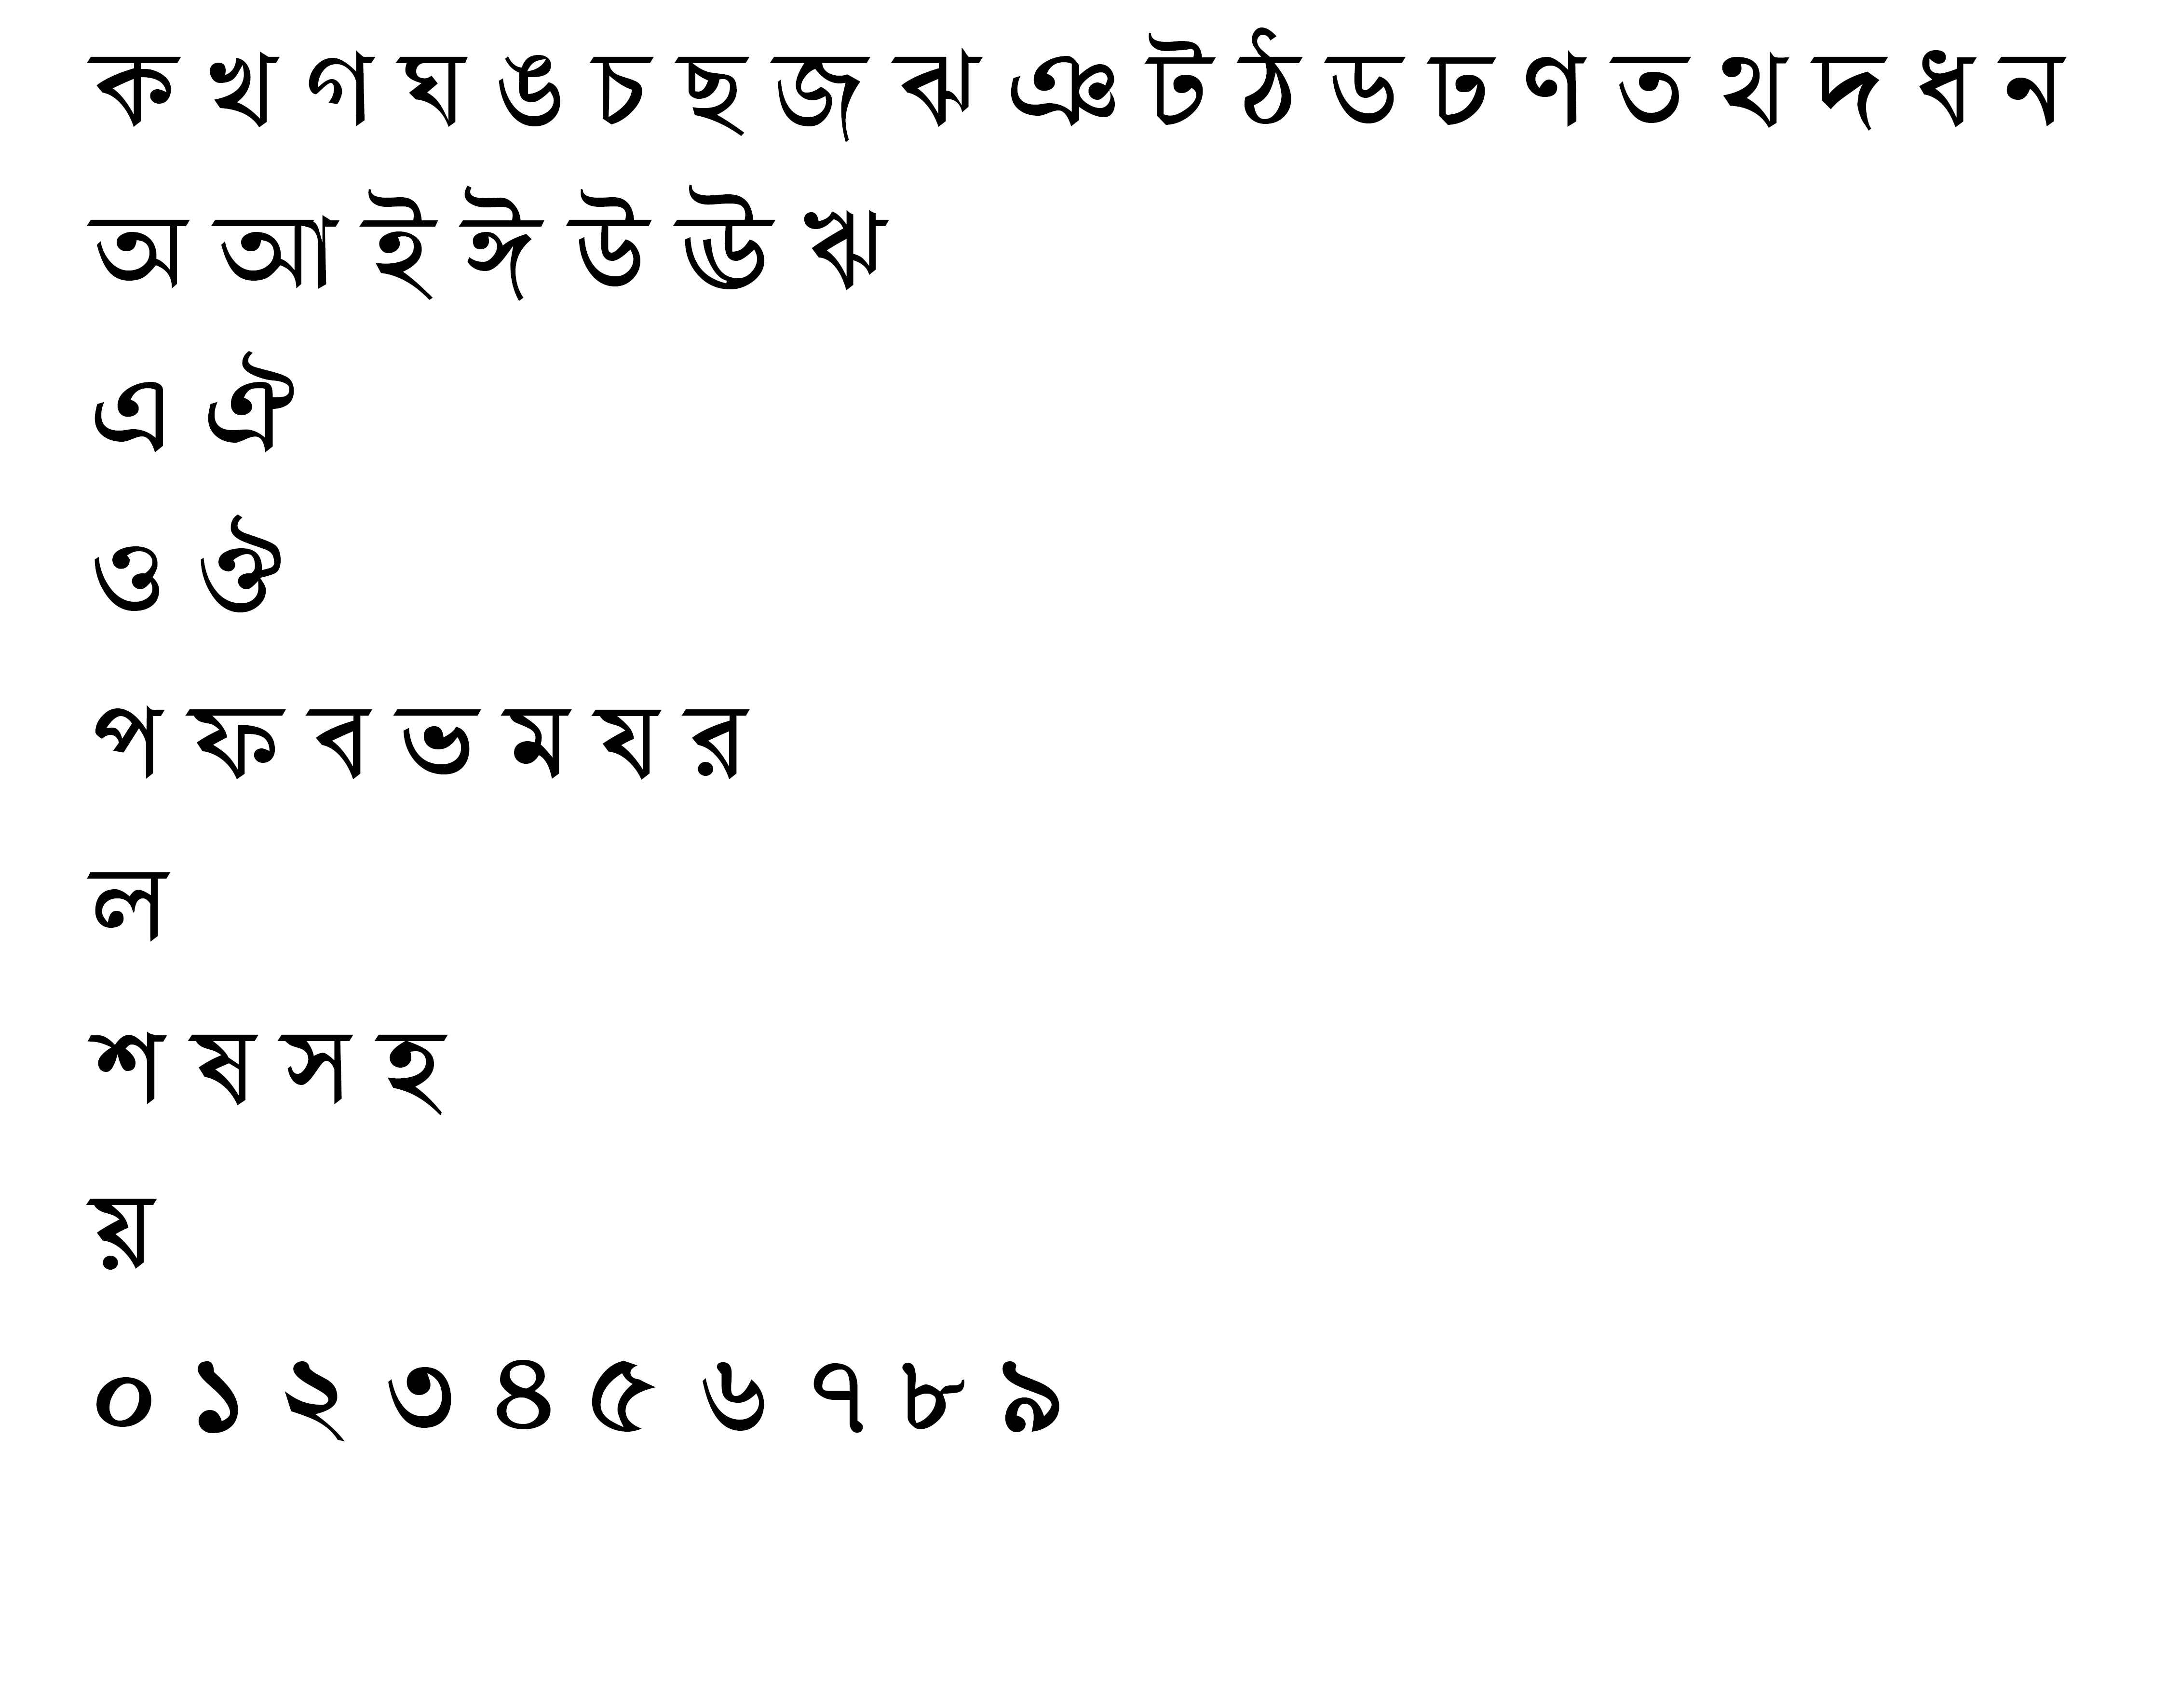 ক খ গ ঘ ঙ চ ছ জ ঝ ঞ ট ঠ ড ঢ ণ ত থ দ ধ ন
অ আ ই ঈ উ ঊ ঋ
এ ঐ
ও ঔ
প ফ ব ভ ম য র
ল
শ ষ স হ
য়
০ ১ ২ ৩ ৪ ৫ ৬ ৭ ৮ ৯